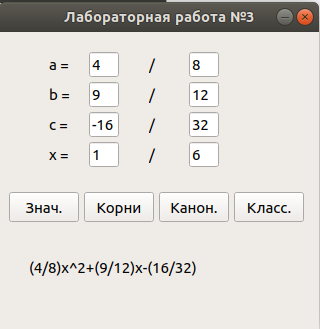 Лабораторная работа №3
a = 4 / 8
b = 9 / 12
c = -16 / 32
x = 1 / 6
Знач. Корни Канон. Класс.
(4/8)x^2+(9/12)x-(16/32)